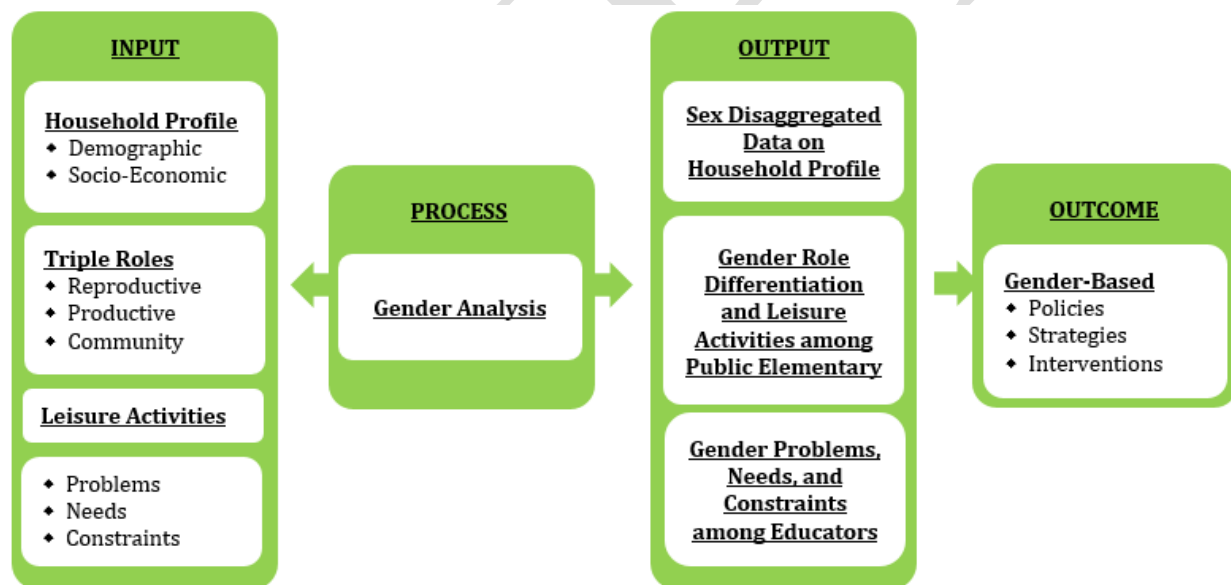 INPUT
Household Profile
◆ Demographic
◆ Socio-Economic
Triple Roles
◆ Reproductive
◆ Productive
◆ Community
Leisure Activities
◆ Problems
◆ Needs
◆ Constraints
PROCESS
Gender Analysis
OUTPUT
Sex Disaggregated
Data on
Household Profile
Gender Role
Differentiation
and Leisure
Activities among
Public Elementary
Gender Problems,
Needs, and
Constraints
among Educators
OUTCOME
Gender-Based
◆ Policies
◆ Strategies
◆ Interventions